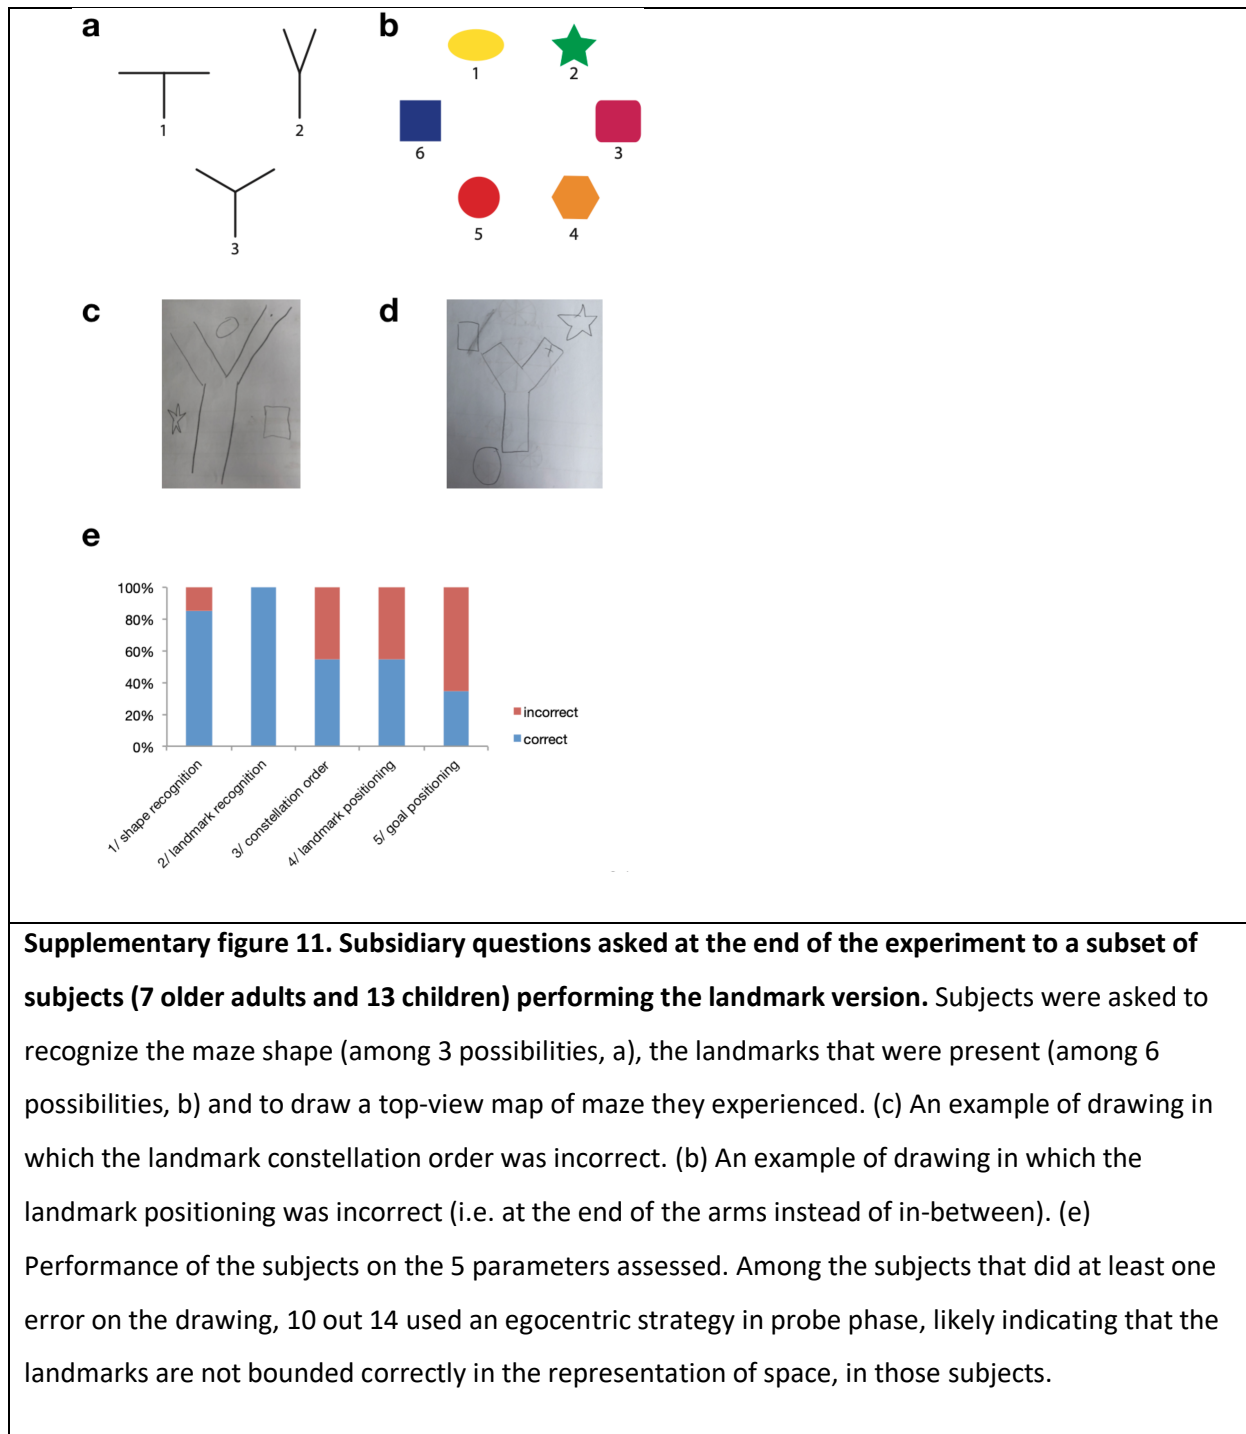 a
b
1
2
3
1
2
6
3
5
4
c
d
e
100%
80%
60%
40%
20%
0%
incorrect
correct
1/ shape recognition
2/ landmark recognition
3/ constellation order
4/ landmark positioning
5/ goal positioning
Supplementary figure 11. Subsidiary questions asked at the end of the experiment to a subset of
subjects (7 older adults and 13 children) performing the landmark version. Subjects were asked to
recognize the maze shape (among 3 possibilities, a), the landmarks that were present (among 6
possibilities, b) and to draw a top-view map of maze they experienced. (c) An example of drawing in
which the landmark constellation order was incorrect. (b) An example of drawing in which the
landmark positioning was incorrect (i.e. at the end of the arms instead of in-between). (e)
Performance of the subjects on the 5 parameters assessed. Among the subjects that did at least one
error on the drawing, 10 out 14 used an egocentric strategy in probe phase, likely indicating that the
landmarks are not bounded correctly in the representation of space, in those subjects.